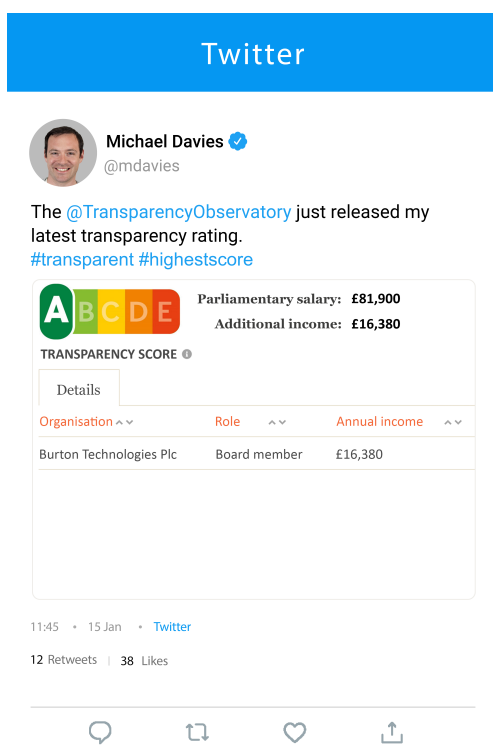 Twitter
Michael Davies
@mdavies
The @TransparencyObservatory just released my
latest transparency rating.
#transparent #highestscore
A B C D E
Parliamentary salary: £81,900
Additional income: £16,380
TRANSPARENCY SCORE
Details
Organisation Role Annual income
Burton Technologies Plc Board member £16,380
11:45 • 15 Jan • Twitter
12 Retweets | 38 Likes